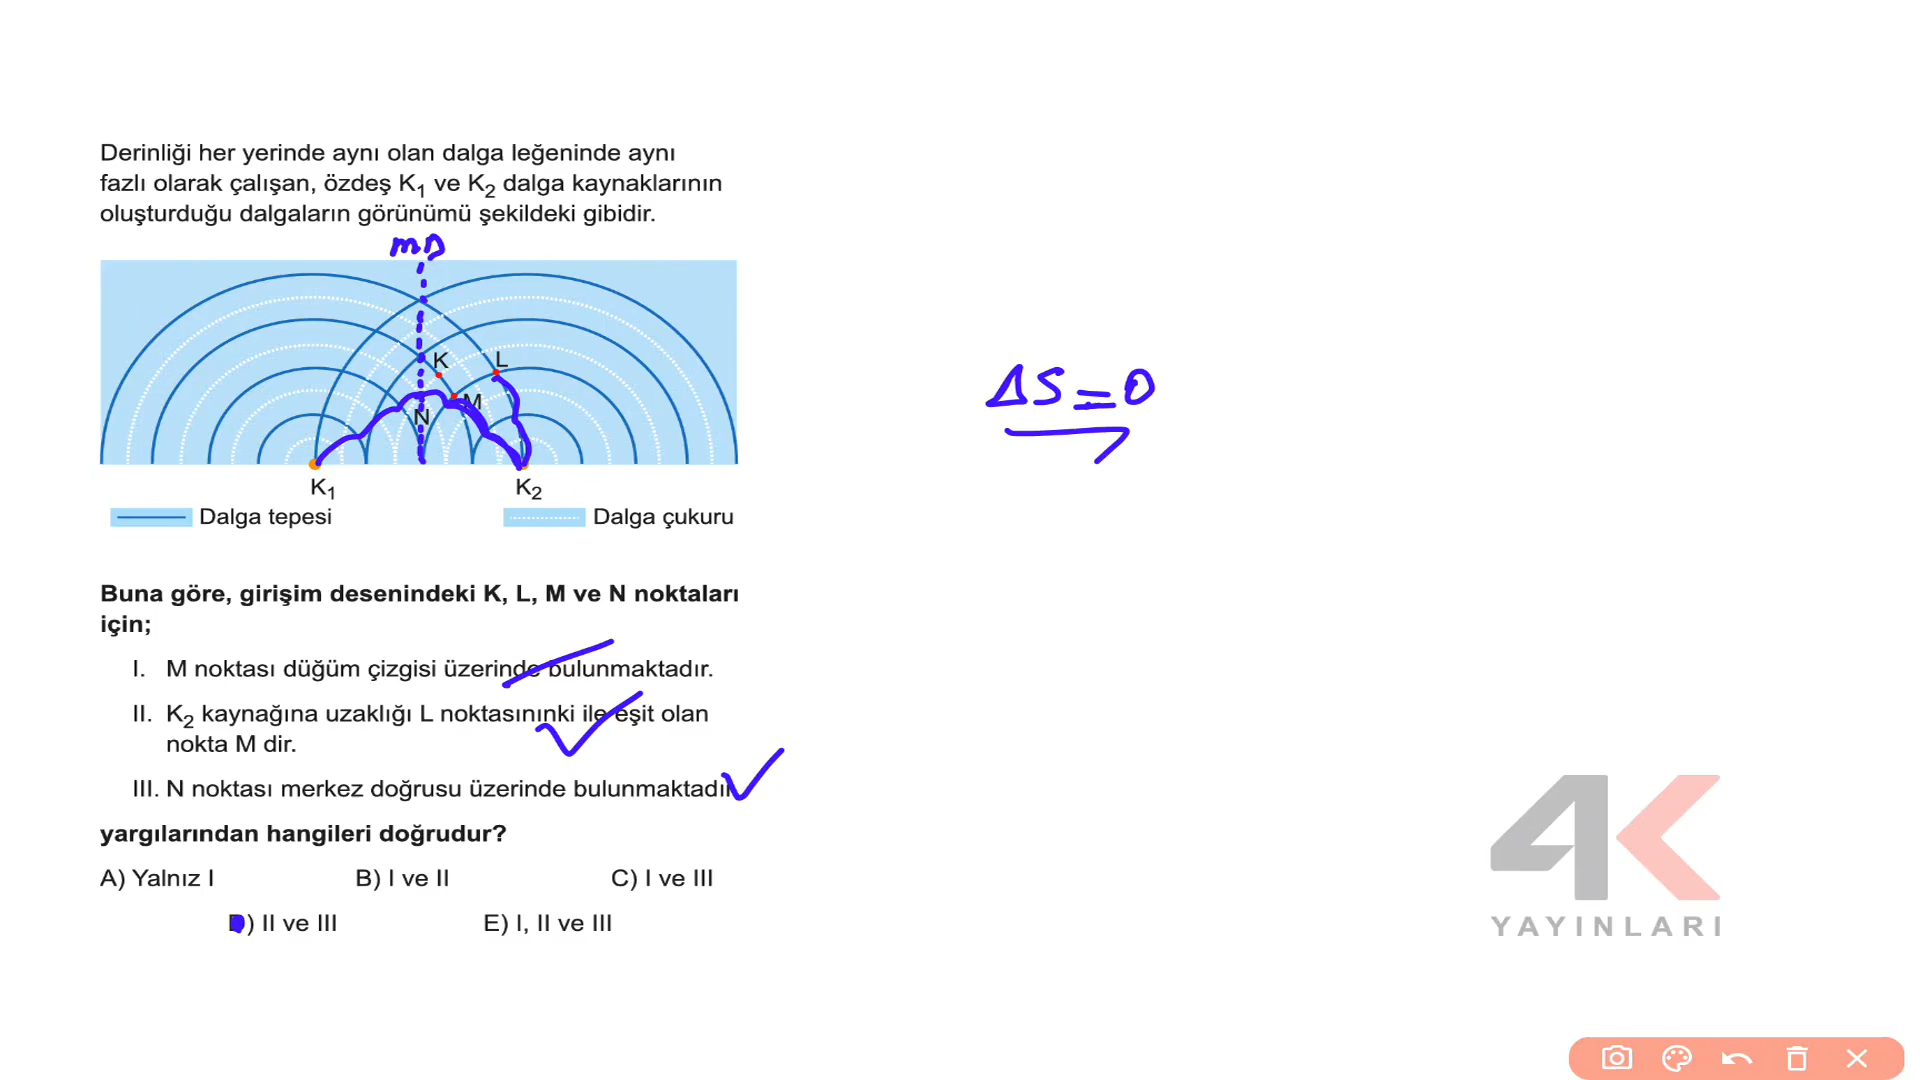 Derinliği her yerinde aynı olan dalga leğeninde aynı
fazlı olarak çalışan, özdeş K1 ve K2 dalga kaynaklarının
oluşturduğu dalgaların görünümü şekildeki gibidir.
mD
K L
M
N
K1 K2
Dalga tepesi Dalga çukuru
ΔS = 0
Buna göre, girişim desenindeki K, L, M ve N noktaları
için;
I. M noktası düğüm çizgisi üzerinde bulunmaktadır.
II. K2 kaynağına uzaklığı L noktasınınki ile eşit olan
nokta M dir.
III. N noktası merkez doğrusu üzerinde bulunmaktadır
yargılarından hangileri doğrudur?
A) Yalnız I B) I ve II C) I ve III
D) II ve III E) I, II ve III
4K
YAYINLARI